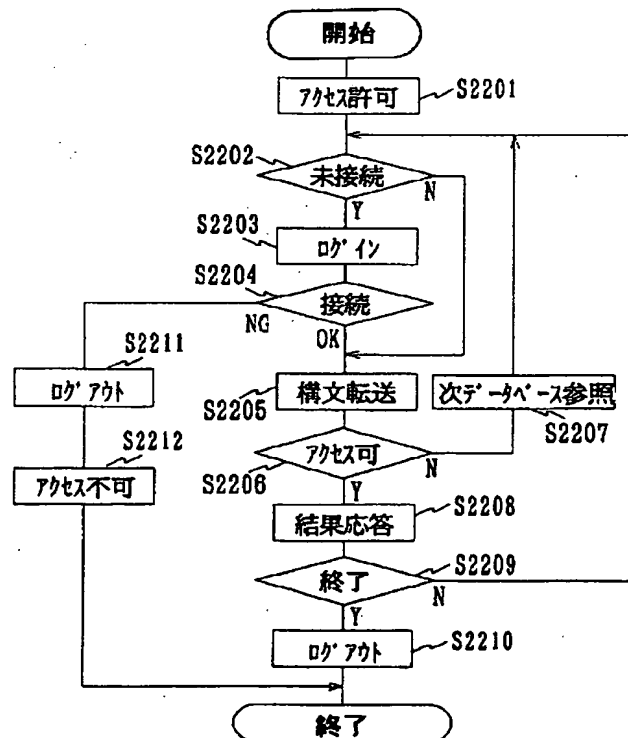 開始
アクセス許可
S2201
S2202
未接続
N
Y
S2203
ログイン
S2204
接続
NG
OK
S2211
ログアウト
構文転送
S2205
次データベース参照
S2207
S2212
アクセス不可
アクセス可
N
S2206
Y
結果応答
S2208
終了
S2209
N
Y
ログアウト
S2210
終了